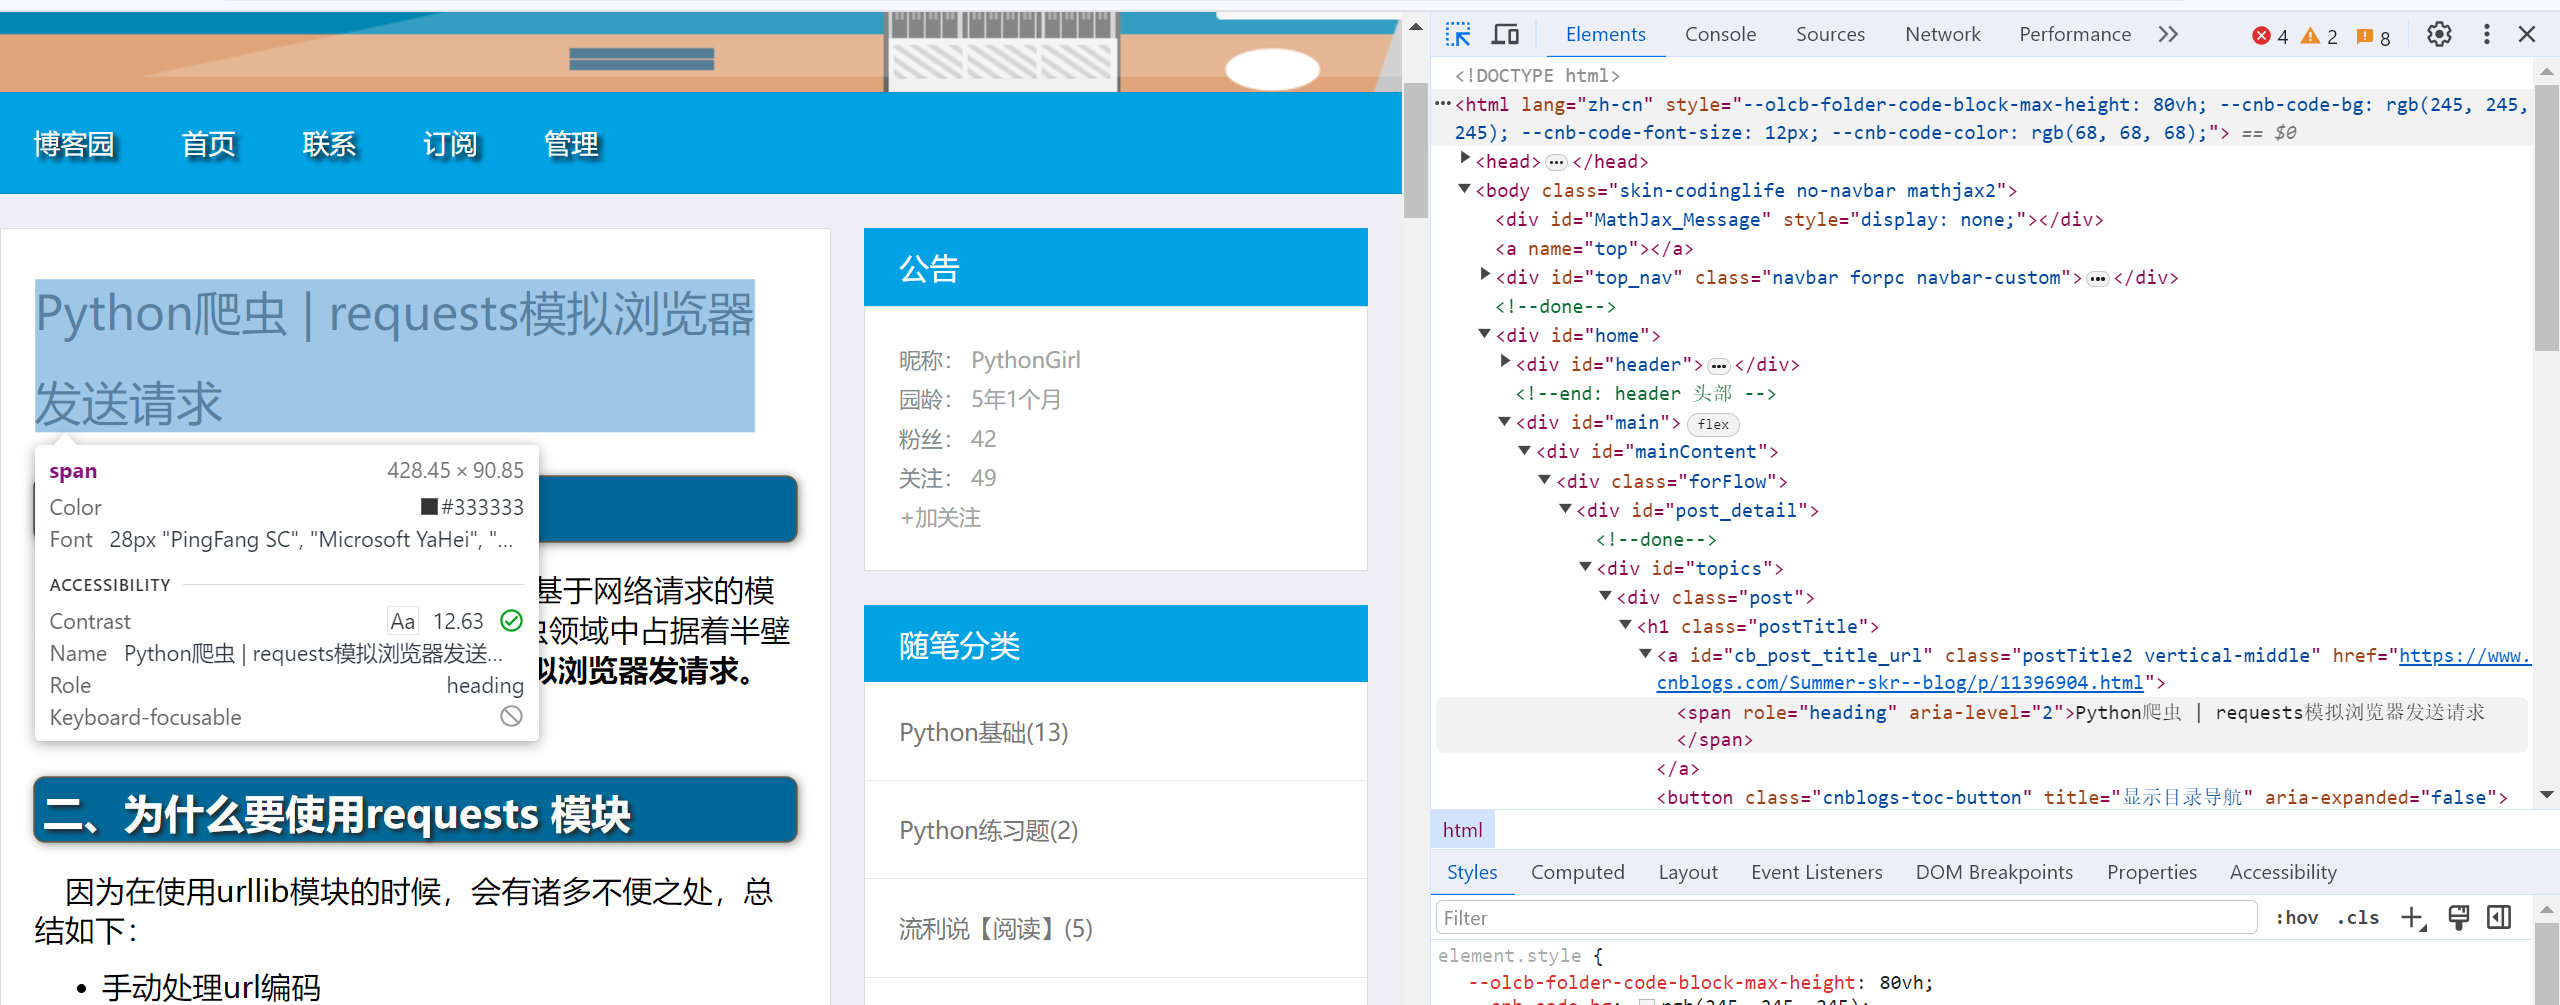 博客园 首页 联系 订阅 管理
Python爬虫 | requests模拟浏览器
发送请求
span 428.45 × 90.85
Color #333333
Font 28px "PingFang SC", "Microsoft YaHei", "...
ACCESSIBILITY
Contrast Aa 12.63
Name Python爬虫 | requests模拟浏览器发送...
Role heading
Keyboard-focusable
基于网络请求的模
领域中占据着半壁
拟浏览器发请求。
二、为什么要使用requests 模块
因为在使用urllib模块的时候，会有诸多不便之处，总
结如下：
• 手动处理url编码
公告
昵称： PythonGirl
园龄： 5年1个月
粉丝： 42
关注： 49
+加关注
随笔分类
Python基础(13)
Python练习题(2)
流利说【阅读】(5)
Elements Console Sources Network Performance 4 2 8
<!DOCTYPE html>
<html lang="zh-cn" style="--olcb-folder-code-block-max-height: 80vh; --cnb-code-bg: rgb(245, 245,
245); --cnb-code-font-size: 12px; --cnb-code-color: rgb(68, 68, 68);"> == $0
<head>…</head>
<body class="skin-codinglife no-navbar mathjax2">
<div id="MathJax_Message" style="display: none;"></div>
<a name="top"></a>
<div id="top_nav" class="navbar forpc navbar-custom">…</div>
<!--done-->
<div id="home">
<div id="header">…</div>
<!--end: header 头部 -->
<div id="main"> flex
<div id="mainContent">
<div class="forFlow">
<div id="post_detail">
<!--done-->
<div id="topics">
<div class="post">
<h1 class="postTitle">
<a id="cb_post_title_url" class="postTitle2 vertical-middle" href="https://www.
cnblogs.com/Summer-skr--blog/p/11396904.html">
<span role="heading" aria-level="2">Python爬虫 | requests模拟浏览器发送请求
</span>
</a>
<button class="cnblogs-toc-button" title="显示目录导航" aria-expanded="false">
html
Styles Computed Layout Event Listeners DOM Breakpoints Properties Accessibility
Filter :hov .cls
element.style {
--olcb-folder-code-block-max-height: 80vh;
--cnb-code-bg: rgb(245, 245, 245);